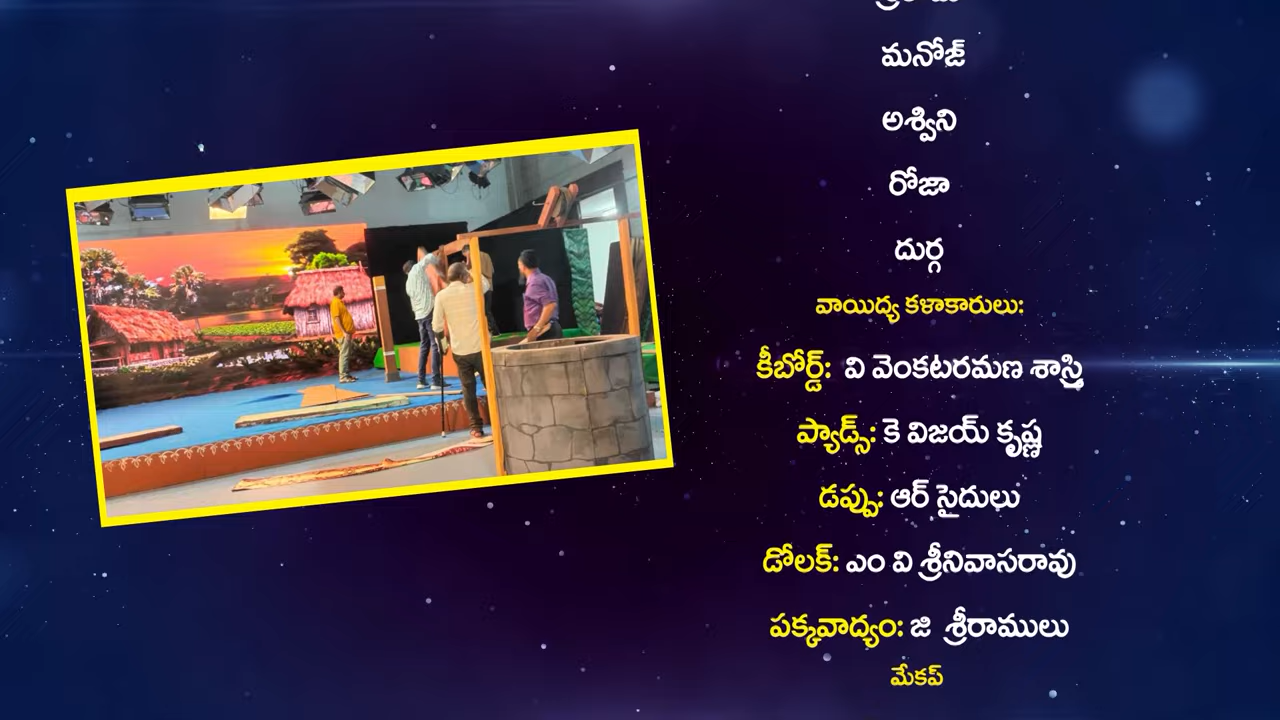 మనోజ్
అశ్విని
రోజా
దుర్గ
వాయిద్య కళాకారులు:
కీబోర్డ్: వి వెంకటరమణ శాస్త్రి
ప్యాడ్స్: కె విజయ్ కృష్ణ
డప్పు: ఆర్ సైదులు
డోలక్: ఎం వి శ్రీనివాసరావు
పక్కవాద్యం: జి శ్రీరాములు
మేకప్